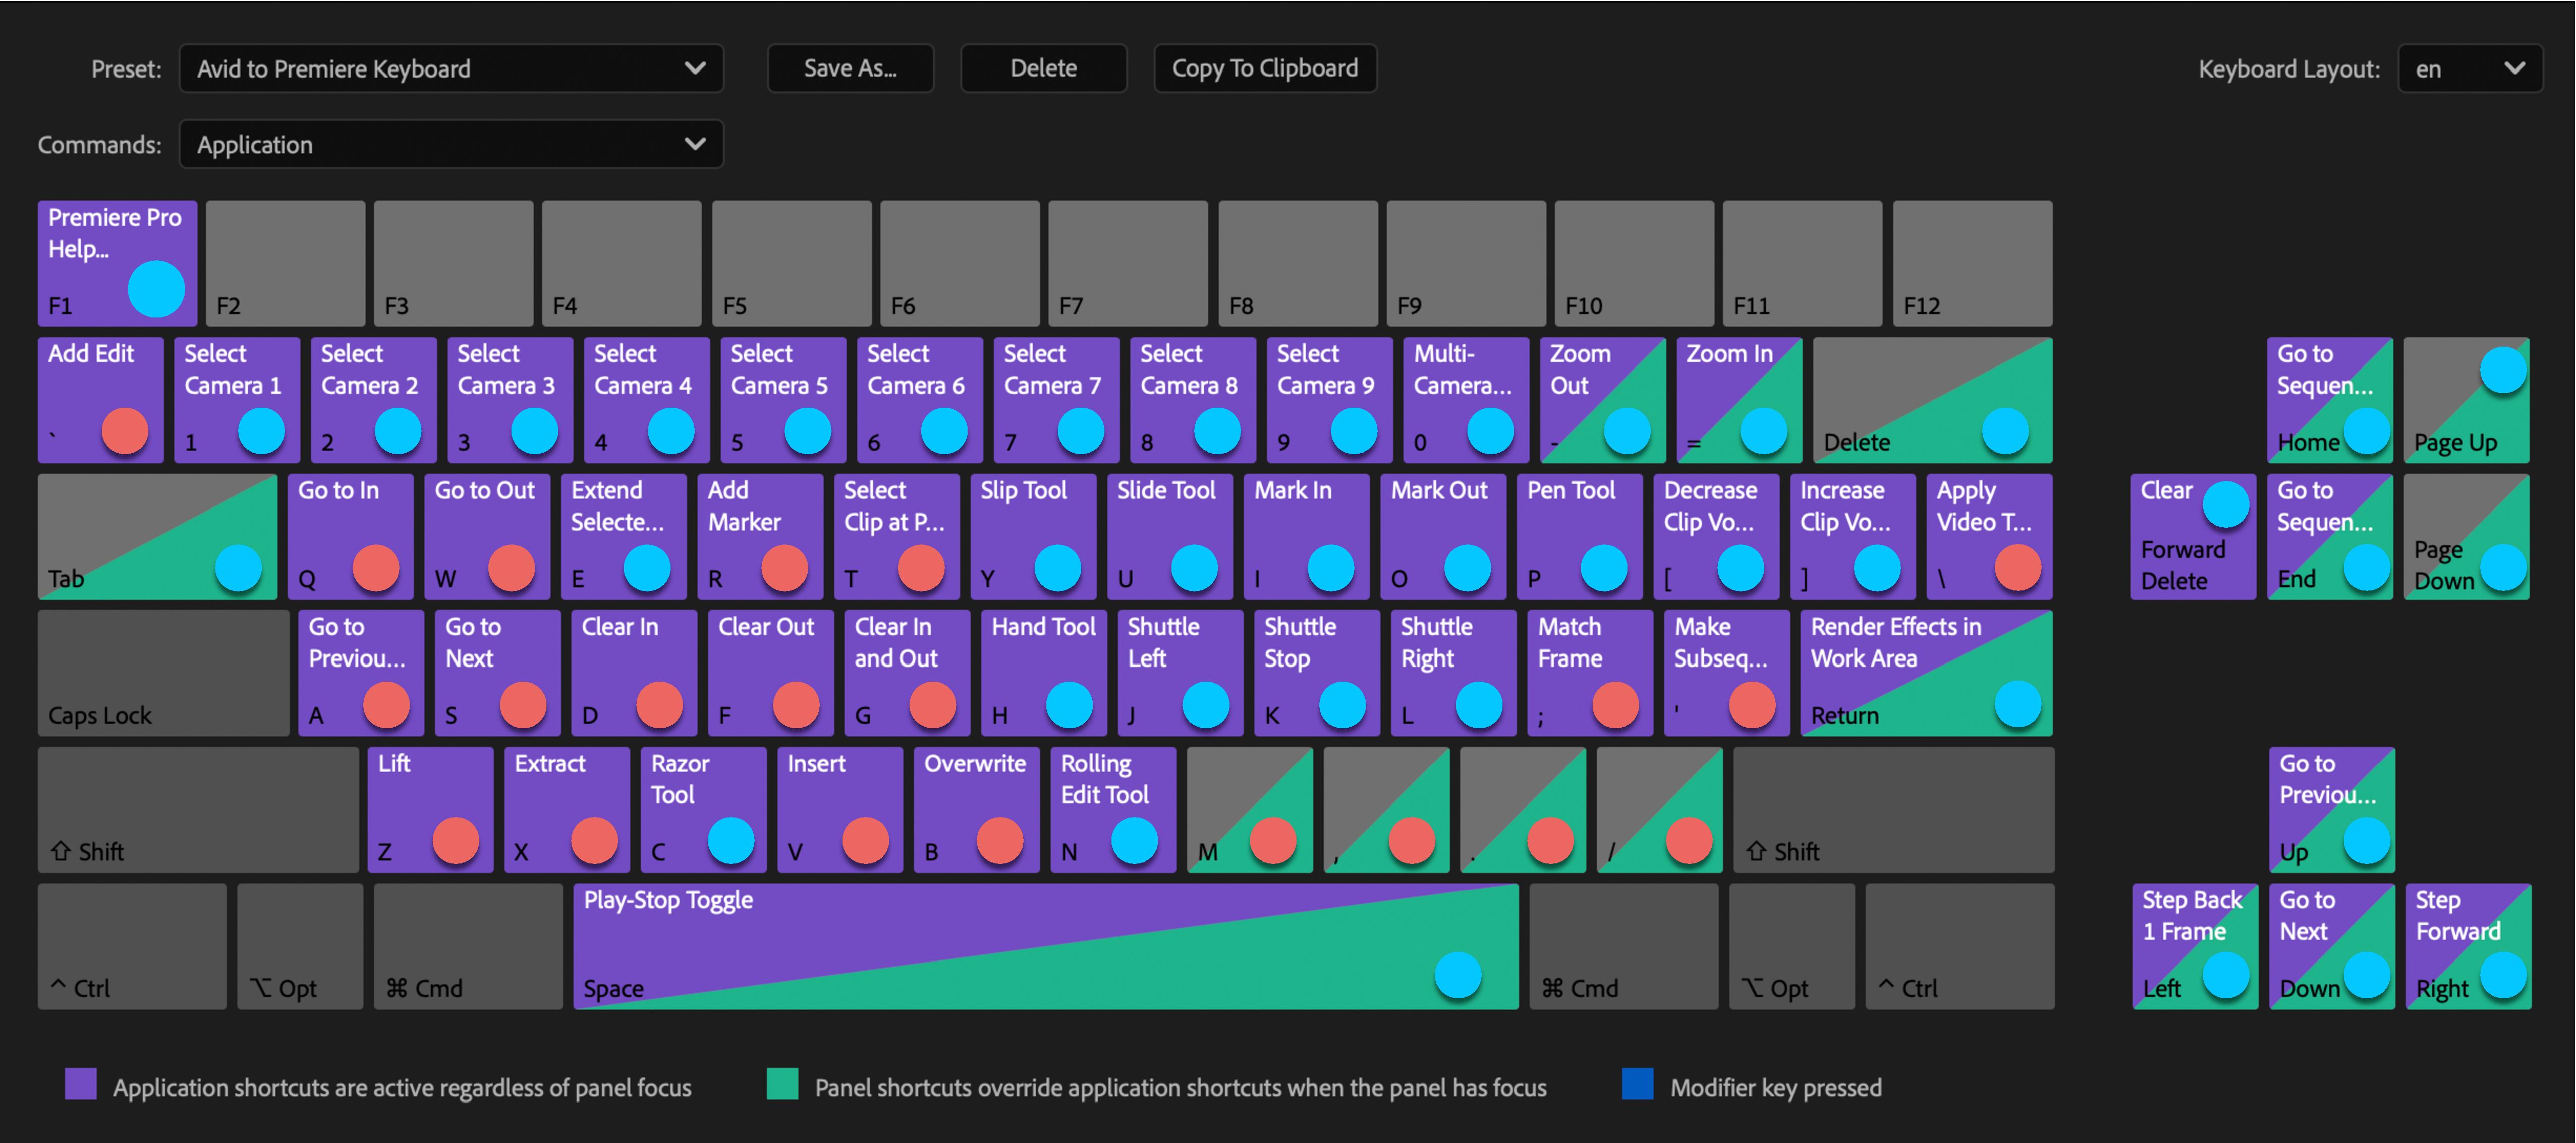 Preset: Avid to Premiere Keyboard Save As... Delete Copy To Clipboard Keyboard Layout: en
Commands: Application
Premiere Pro
Help...
F1 F2 F3 F4 F5 F6 F7 F8 F9 F10 F11 F12
Add Edit Select Select Select Select Select Select Select Select Select Multi- Zoom Zoom In Go to
Camera 1 Camera 2 Camera 3 Camera 4 Camera 5 Camera 6 Camera 7 Camera 8 Camera 9 Camera... Out Sequen...
` 1 2 3 4 5 6 7 8 9 0 - = Delete Home Page Up
Go to In Go to Out Extend Add Select Slip Tool Slide Tool Mark In Mark Out Pen Tool Decrease Increase Apply Clear Go to
Selecte... Marker Clip at P... Clip Vo... Clip Vo... Video T... Sequen...
Forward Page
Tab Q W E R T Y U I O P [ ] \ Delete End Down
Go to Go to Clear In Clear Out Clear In Hand Tool Shuttle Shuttle Shuttle Match Make Render Effects in
Previou... Next and Out Left Stop Right Frame Subseq... Work Area
Caps Lock A S D F G H J K L ; ' Return
Lift Extract Razor Insert Overwrite Rolling Go to
Tool Edit Tool Previou...
⇧ Shift Z X C V B N M , . / ⇧ Shift Up
Play-Stop Toggle Step Back Go to Step
1 Frame Next Forward
^ Ctrl ⌥ Opt ⌘ Cmd Space ⌘ Cmd ⌥ Opt ^ Ctrl Left Down Right
Application shortcuts are active regardless of panel focus Panel shortcuts override application shortcuts when the panel has focus Modifier key pressed